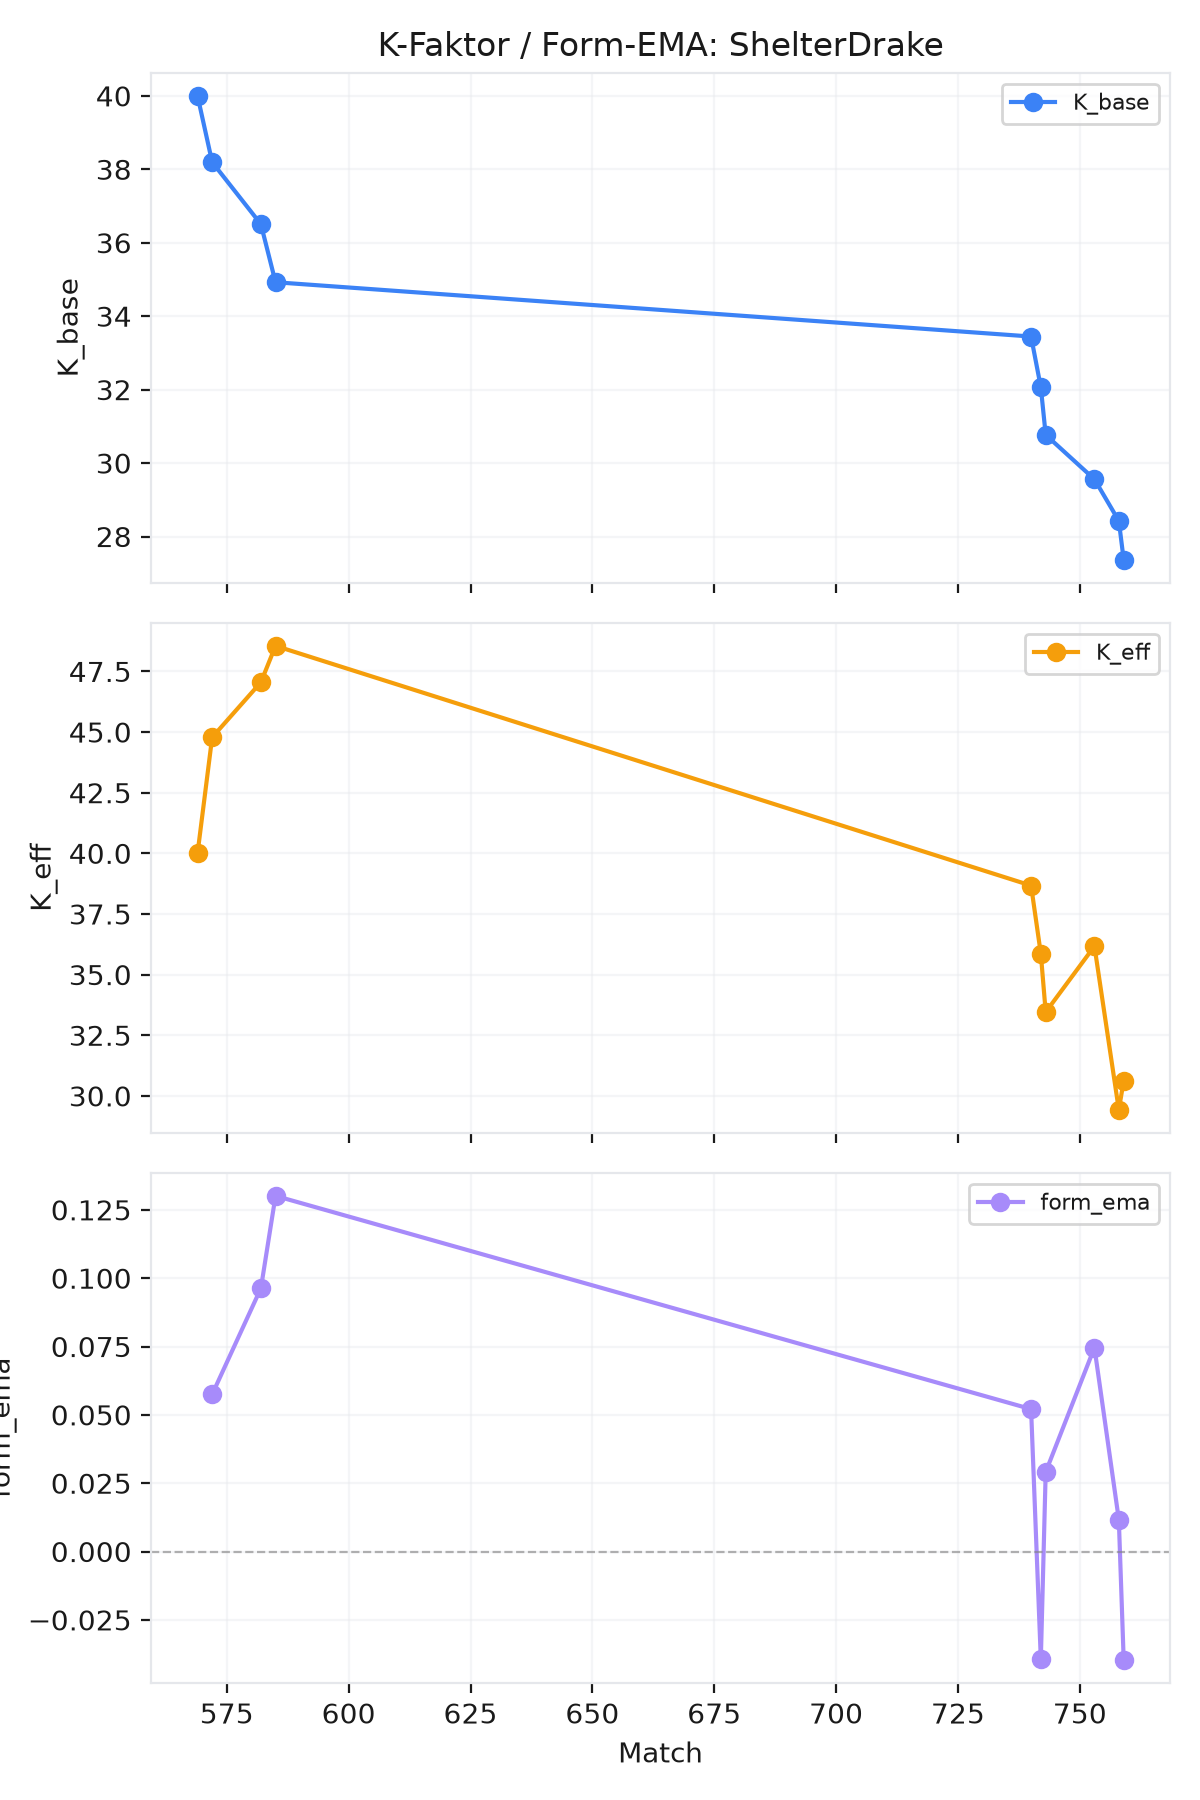 K-Faktor / Form-EMA: ShelterDrake
K_base
40
38
36
34
32
30
28
K_base
K_eff
47.5
45.0
42.5
40.0
37.5
35.0
32.5
30.0
K_eff
form_ema
0.125
0.100
0.075
0.050
0.025
0.000
−0.025
form_ema
575 600 625 650 675 700 725 750
Match